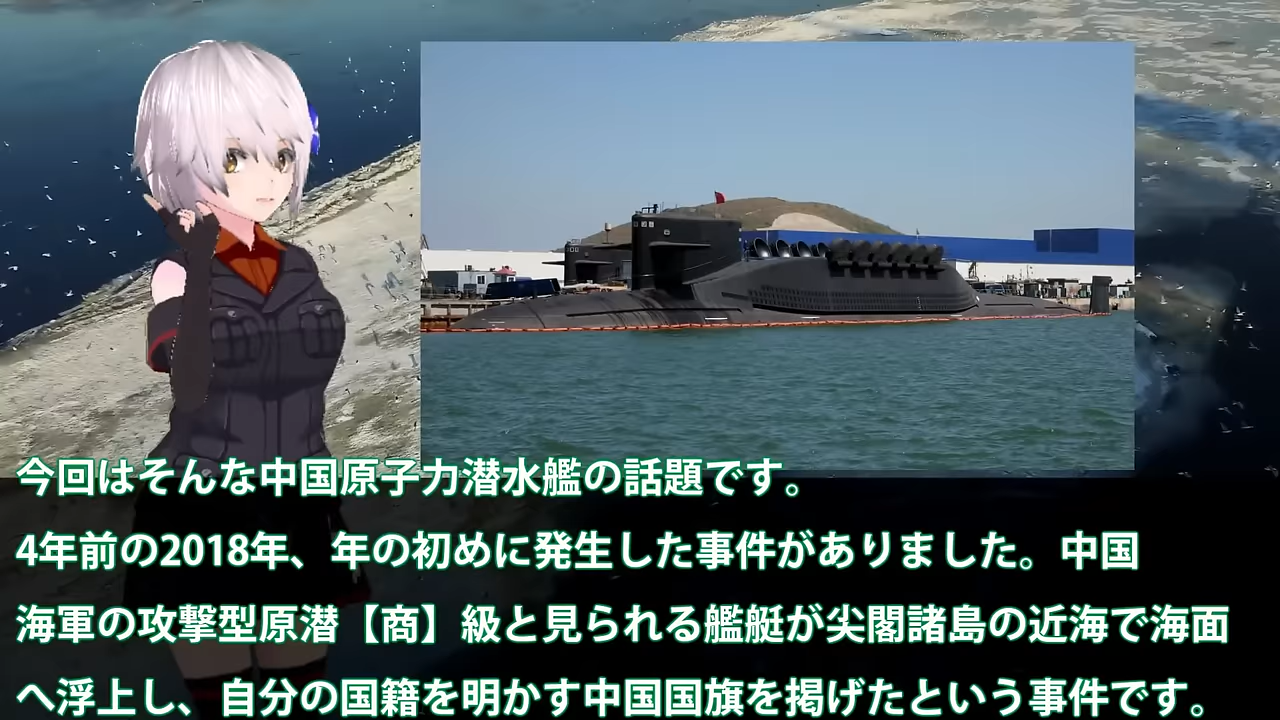 今回はそんな中国原子力潜水艦の話題です。
4年前の2018年、年の初めに発生した事件がありました。中国
海軍の攻撃型原潜【商】級と見られる艦艇が尖閣諸島の近海で海面
へ浮上し、自分の国籍を明かす中国国旗を掲げたという事件です。